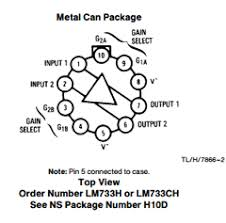 Metal Can Package
G2A
GAIN SELECT
10
G1A
GAIN SELECT
INPUT 1
1
9
INPUT 2
2
8
V-
G2B
3
7
OUTPUT 1
G1B
4
6
OUTPUT 2
5
V-
TL/H/7866-2
Note: Pin 5 connected to case.
Top View
Order Number LM733H or LM733CH
See NS Package Number H10D